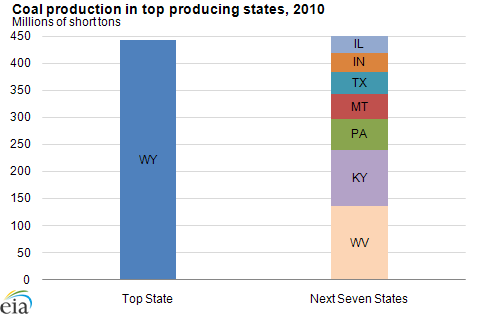 Coal production in top producing states, 2010
Millions of short tons
450
400
350
300
250
200
150
100
50
0
WY
IL
IN
TX
MT
PA
KY
WV
Top State
Next Seven States
eia